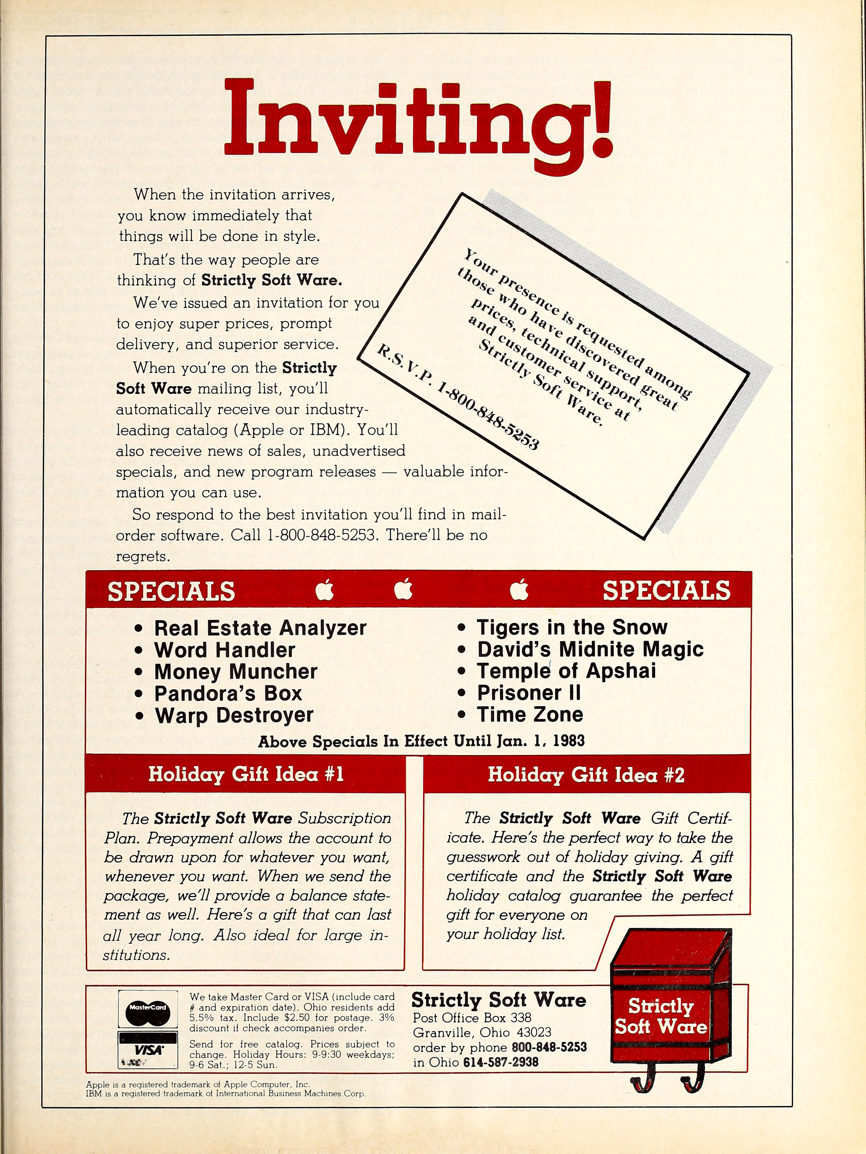 Inviting!
When the invitation arrives,
you know immediately that
things will be done in style.
That's the way people are
thinking of Strictly Soft Ware.
We've issued an invitation for you
to enjoy super prices, prompt
delivery, and superior service.
When you're on the Strictly
Soft Ware mailing list, you'll
automatically receive our industry-
leading catalog (Apple or IBM). You'll
also receive news of sales, unadvertised
specials, and new program releases — valuable infor-
mation you can use.
So respond to the best invitation you'll find in mail-
order software. Call 1-800-848-5253. There'll be no
regrets.
Your presence is requested among
those who have discovered great
prices, technical support,
and customer service at
Strictly Soft Ware.
R.S.V.P. 1-800-848-5253
SPECIALS
SPECIALS
• Real Estate Analyzer
• Word Handler
• Money Muncher
• Pandora's Box
• Warp Destroyer
• Tigers in the Snow
• David's Midnite Magic
• Temple of Apshai
• Prisoner II
• Time Zone
Above Specials In Effect Until Jan. 1, 1983
Holiday Gift Idea #1
The Strictly Soft Ware Subscription
Plan. Prepayment allows the account to
be drawn upon for whatever you want,
whenever you want. When we send the
package, we'll provide a balance state-
ment as well. Here's a gift that can last
all year long. Also ideal for large in-
stitutions.
Holiday Gift Idea #2
The Strictly Soft Ware Gift Certif-
icate. Here's the perfect way to take the
guesswork out of holiday giving. A gift
certificate and the Strictly Soft Ware
holiday catalog guarantee the perfect
gift for everyone on
your holiday list.
MasterCard
VISA
We take Master Card or VISA (include card
# and expiration date). Ohio residents add
5.5% tax. Include $2.50 for postage. 3%
discount if check accompanies order.
Send for free catalog. Prices subject to
change. Holiday Hours: 9-9:30 weekdays;
9-6 Sat.; 12-5 Sun.
Strictly Soft Ware
Post Office Box 338
Granville, Ohio 43023
order by phone 800-848-5253
in Ohio 614-587-2938
Strictly
Soft Ware
Apple is a registered trademark of Apple Computer, Inc.
IBM is a registered trademark of International Business Machines Corp.